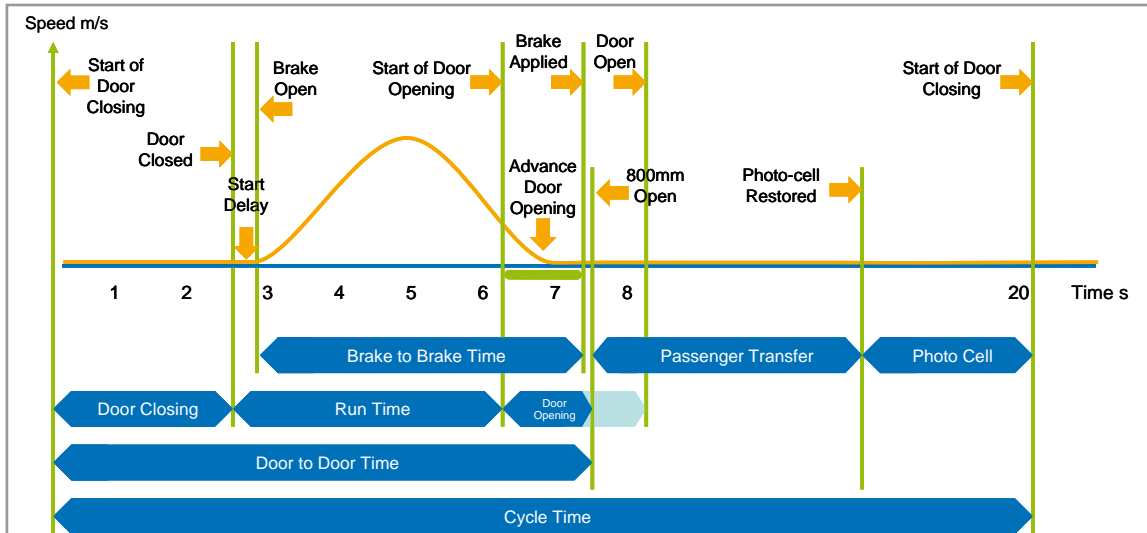 Speed m/s
Start of
Door
Closing
Door
Closed
Start
Delay
Brake
Open
Start of Door
Opening
Brake
Applied
Door
Open
Advance
Door
Opening
800mm
Open
Photo-cell
Restored
Start of Door
Closing
1 2 3 4 5 6 7 8 20 Time s
Brake to Brake Time
Passenger Transfer
Photo Cell
Door Closing
Run Time
Door
Opening
Door to Door Time
Cycle Time